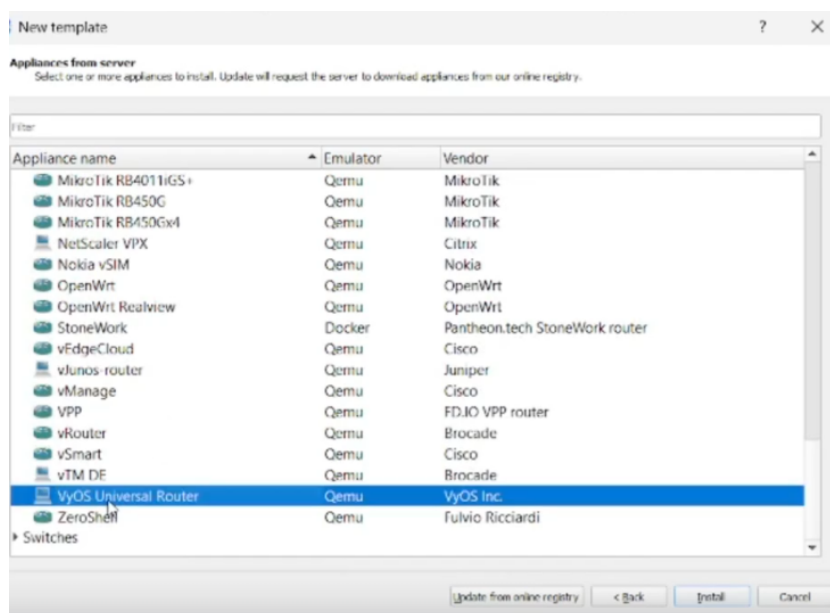 New template ? ×
Appliances from server
Select one or more appliances to install. Update will request the server to download appliances from our online registry.
Filter
Appliance name Emulator Vendor
MikroTik RB4011iGS+ Qemu MikroTik
MikroTik RB450G Qemu MikroTik
MikroTik RB450Gx4 Qemu MikroTik
NetScaler VPX Qemu Citrix
Nokia vSIM Qemu Nokia
OpenWrt Qemu OpenWrt
OpenWrt Realview Qemu OpenWrt
StoneWork Docker Pantheon.tech StoneWork router
vEdgeCloud Qemu Cisco
vJunos-router Qemu Juniper
vManage Qemu Cisco
VPP Qemu FD.IO VPP router
vRouter Qemu Brocade
vSmart Qemu Cisco
vTM DE Qemu Brocade
VyOS Universal Router Qemu VyOS Inc.
ZeroShell Qemu Fulvio Ricciardi
Switches
Update from online registry < Back Install Cancel